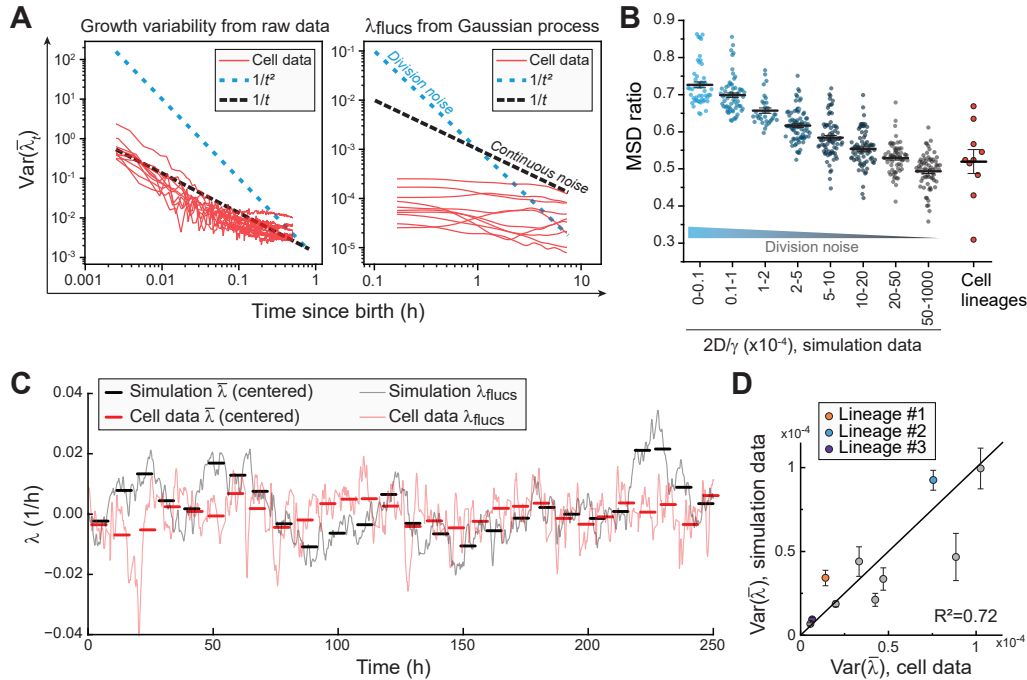 A
Growth variability from raw data
λflucs from Gaussian process
Var(λ̅t)
10²
10¹
10⁰
10⁻¹
10⁻²
10⁻³
Cell data
1/t²
1/t
0.001
0.01
0.1
1
10⁻¹
10⁻²
10⁻³
10⁻⁴
10⁻⁵
Cell data
1/t²
1/t
Division noise
Continuous noise
0.1
1
10
Time since birth (h)
B
MSD ratio
0.9
0.8
0.7
0.6
0.5
0.4
0.3
Division noise
0–0.1
0.1–1
1–2
2–5
5–10
10–20
20–50
50–1000
Cell
lineages
2D/γ (x10⁻⁴), simulation data
C
λ (1/h)
0.04
0.02
0.00
−0.02
−0.04
Simulation λ̅ (centered)
Simulation λflucs
Cell data λ̅ (centered)
Cell data λflucs
0
50
100
150
200
250
Time (h)
D
Lineage #1
Lineage #2
Lineage #3
x10⁻⁴
Var(λ̅), simulation data
1
0.5
0
R²=0.72
0
0.5
1
x10⁻⁴
Var(λ̅), cell data